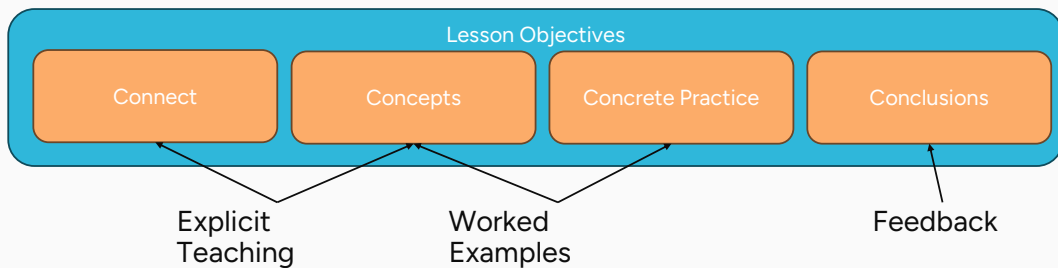 Lesson Objectives
Connect
Concepts
Concrete Practice
Conclusions
Explicit
Teaching
Worked
Examples
Feedback